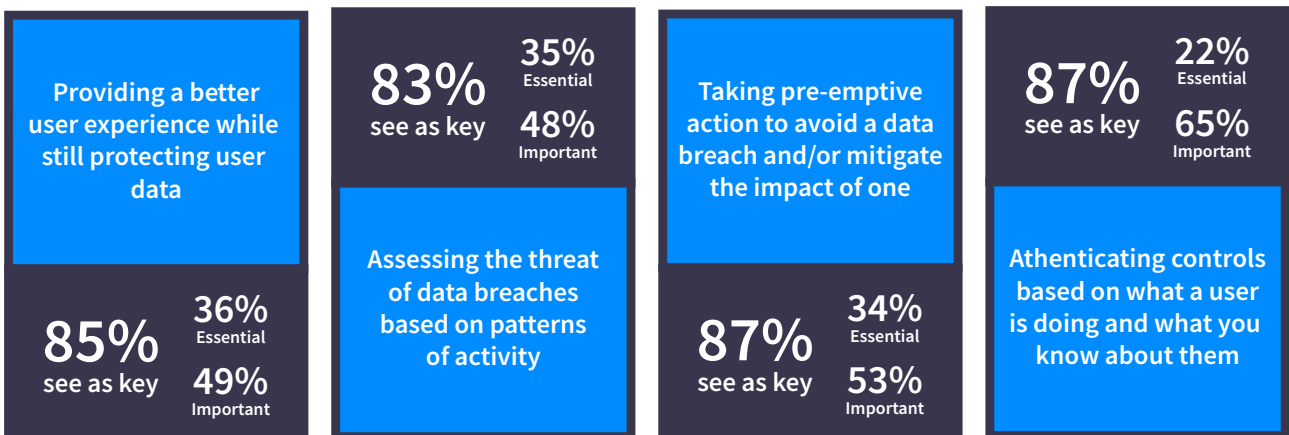 Providing a better
user experience while
still protecting user
data
85%
see as key
36%
Essential
49%
Important
83%
see as key
35%
Essential
48%
Important
Assessing the threat
of data breaches
based on patterns
of activity
Taking pre-emptive
action to avoid a data
breach and/or mitigate
the impact of one
87%
see as key
34%
Essential
53%
Important
87%
see as key
22%
Essential
65%
Important
Athenticating controls
based on what a user
is doing and what you
know about them